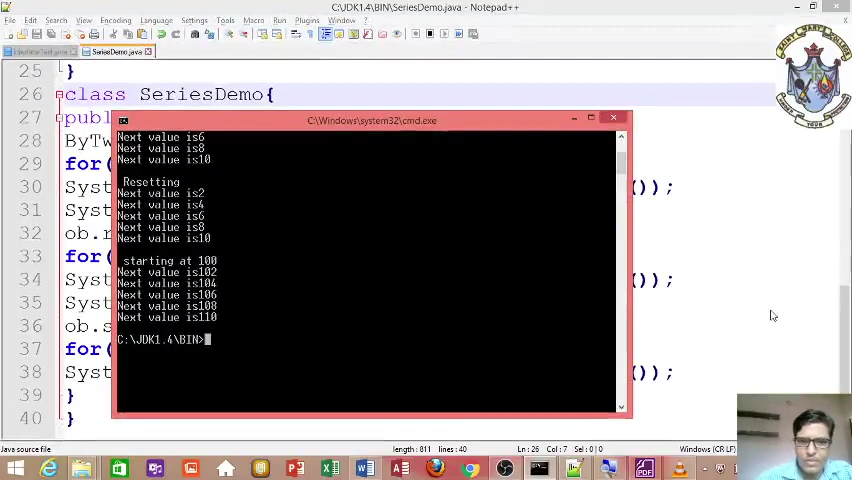 C:\JDK1.4\BIN\SeriesDemo.java - Notepad++
File Edit Search View Encoding Language Settings Tools Macro Run Plugins Window ?
InterfaceTest.java SeriesDemo.java
25 }
26 class SeriesDemo{
27 publ
28 ByTw
29 for(
30 Syst ());
31 Syst
32 ob.r
33 for(
34 Syst ());
35 Syst
36 ob.s
37 for(
38 Syst ());
39 }
40 }
C:\Windows\system32\cmd.exe
Next value is6
Next value is8
Next value is10
Resetting
Next value is2
Next value is4
Next value is6
Next value is8
Next value is10
starting at 100
Next value is102
Next value is104
Next value is106
Next value is108
Next value is110
C:\JDK1.4\BIN>
Java source file length : 811 lines : 40 Ln : 26 Col : 7 Sel : 0 | 0 Windows (CR LF)